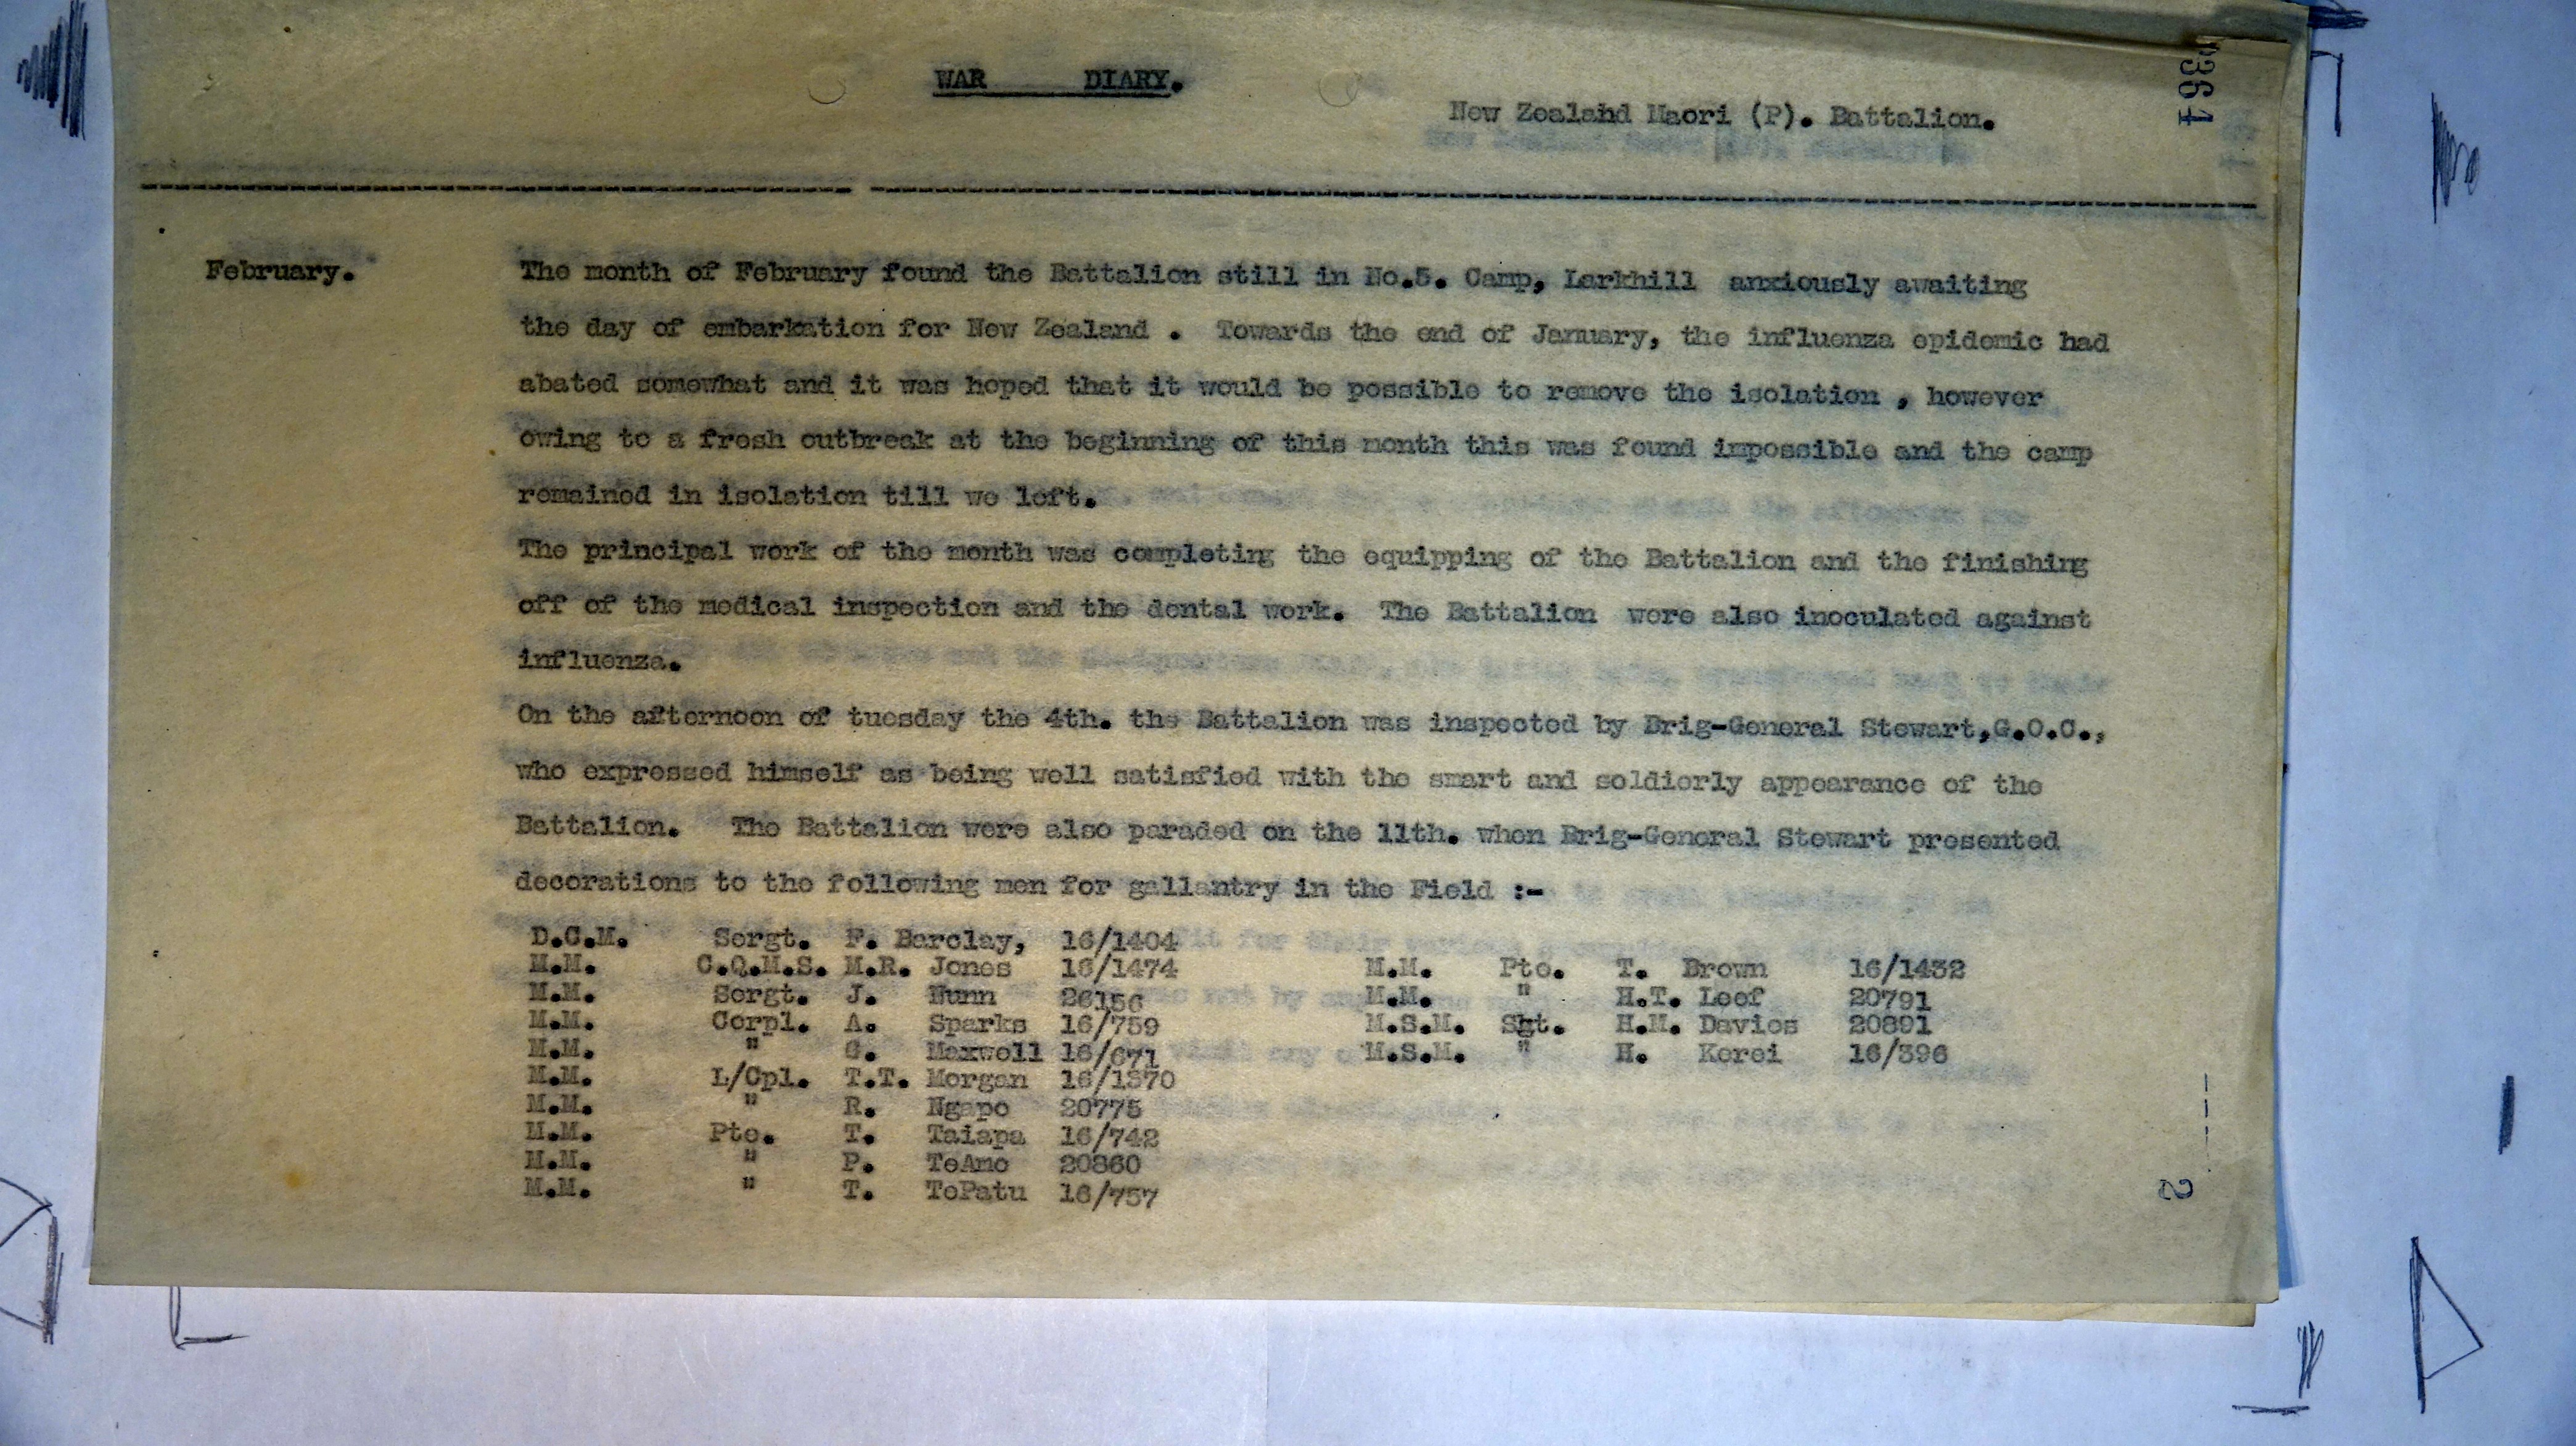 WAR DIARY.
New Zealand Maori (P). Battalion.
364
February.
The month of February found the Battalion still in No.5. Camp, Larkhill anxiously awaiting
the day of embarkation for New Zealand . Towards the end of January, the influenza epidemic had
abated somewhat and it was hoped that it would be possible to remove the isolation , however
owing to a fresh outbreak at the beginning of this month this was found impossible and the camp
remained in isolation till we left.
The principal work of the month was completing the equipping of the Battalion and the finishing
off of the medical inspection and the dental work. The Battalion were also inoculated against
influenza.
On the afternoon of tuesday the 4th. the Battalion was inspected by Brig-General Stewart,G.O.C.,
who expressed himself as being well satisfied with the smart and soldierly appearance of the
Battalion. The Battalion were also paraded on the 11th. when Brig-General Stewart presented
decorations to the following men for gallantry in the Field :-
D.C.M. Sergt. F. Barclay, 16/1404
M.M. C.Q.M.S. M.R. Jones 16/1474 M.M. Pte. T. Brown 16/1432
M.M. Sergt. J. Nunn 26156 M.M. " H.T. Leef 20791
M.M. Corpl. A. Sparks 16/759 M.S.M. Sgt. H.M. Davies 20891
M.M. " G. Maxwell 16/671 M.S.M. " H. Kerei 16/396
M.M. L/Cpl. T.T. Morgan 16/1370
M.M. " R. Ngapo 20775
M.M. Pte. T. Taiapa 16/742
M.M. " P. TeAmo 20860
M.M. " T. TePatu 16/757
2